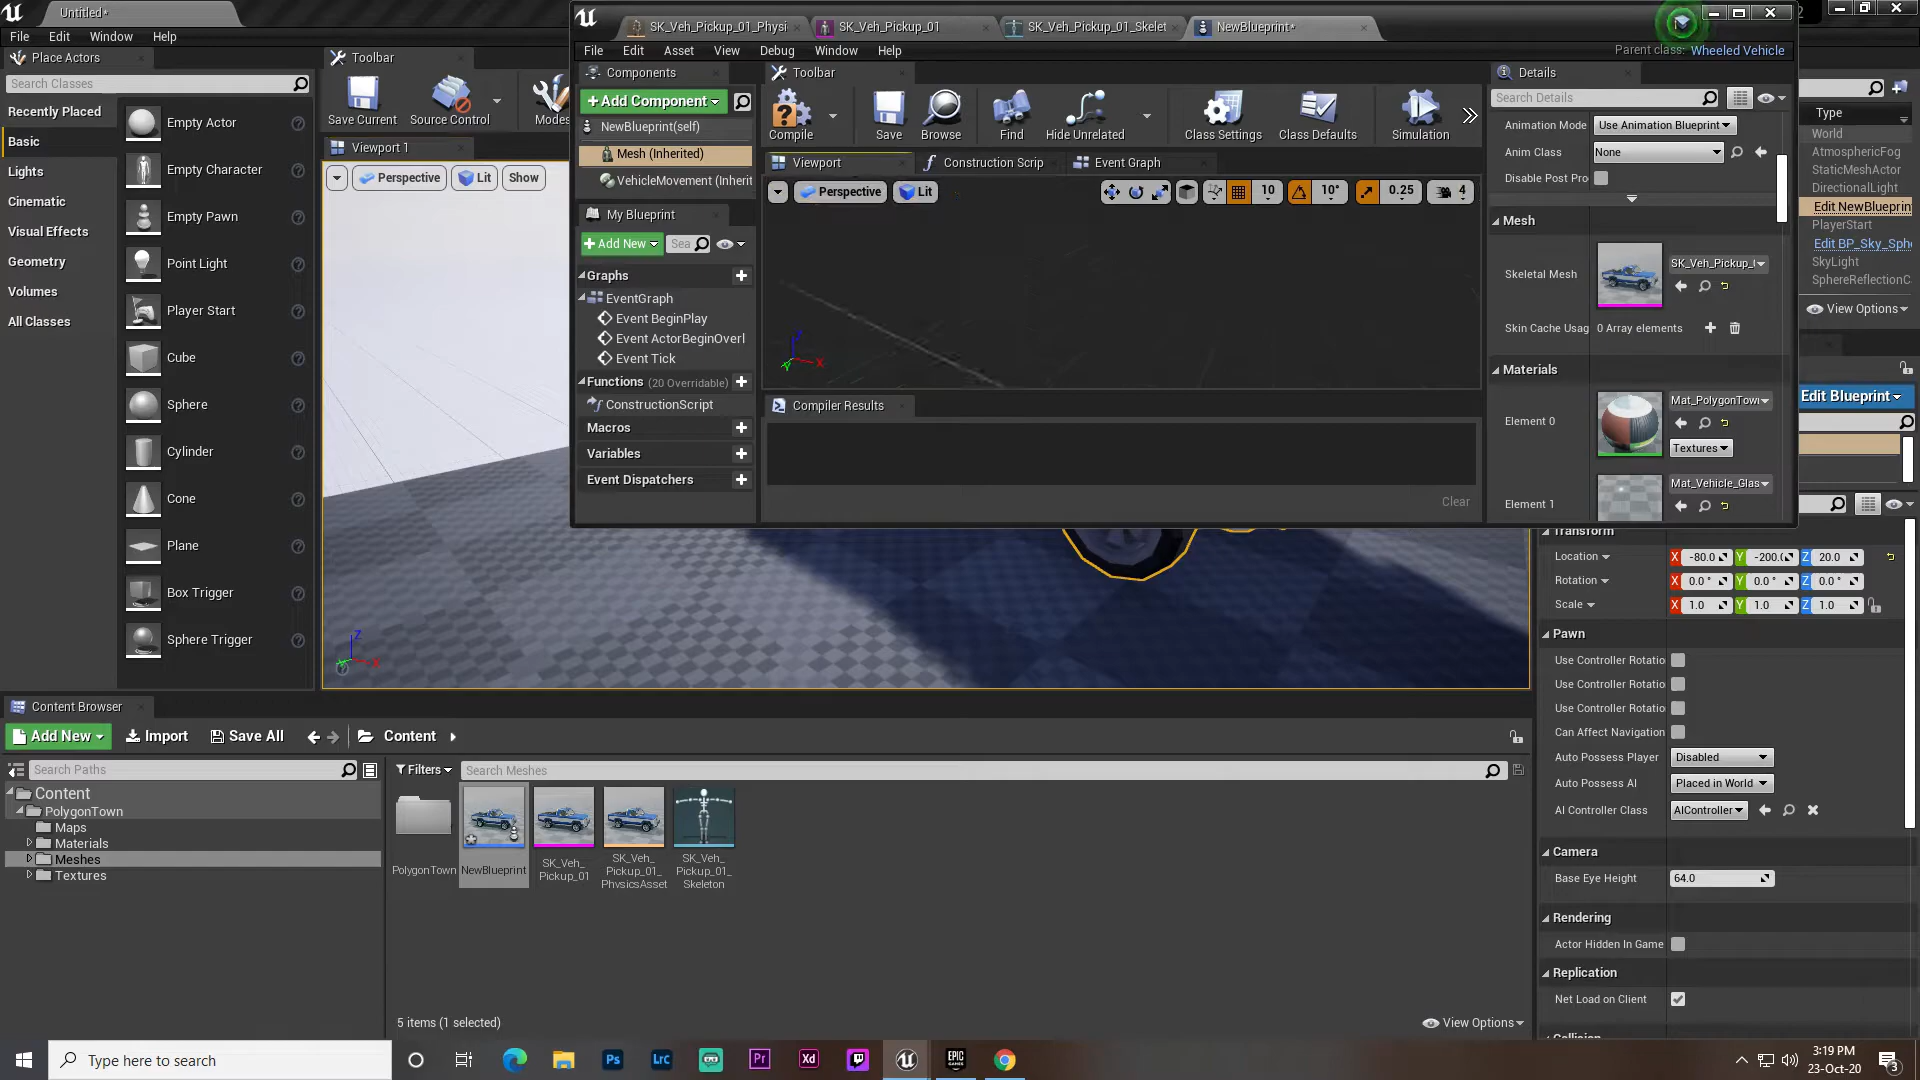 Untitled*
File Edit Window Help
Place Actors
Search Classes
Recently Placed
Basic
Lights
Cinematic
Visual Effects
Geometry
Volumes
All Classes
Empty Actor
Empty Character
Empty Pawn
Point Light
Player Start
Cube
Sphere
Cylinder
Cone
Plane
Box Trigger
Sphere Trigger
Toolbar
Save Current Source Control Modes
Viewport 1
Perspective Lit Show
SK_Veh_Pickup_01_Physi SK_Veh_Pickup_01 SK_Veh_Pickup_01_Skelet NewBlueprint*
File Edit Asset View Debug Window Help
Parent class: Wheeled Vehicle
Components
+Add Component
NewBlueprint(self)
Mesh (Inherited)
VehicleMovement (Inherit
My Blueprint
+Add New Sea
Graphs
EventGraph
Event BeginPlay
Event ActorBeginOverl
Event Tick
Functions (20 Overridable)
ConstructionScript
Macros
Variables
Event Dispatchers
Toolbar
Compile Save Browse Find Hide Unrelated Class Settings Class Defaults Simulation
Viewport Construction Scrip Event Graph
Perspective Lit 10 10° 0.25 4
Z
X
Y
Compiler Results
Clear
Details
Search Details
Animation Mode Use Animation Blueprint
Anim Class None
Disable Post Pro
Mesh
Skeletal Mesh SK_Veh_Pickup_
Skin Cache Usag 0 Array elements
Materials
Element 0 Mat_PolygonTow
Textures
Element 1 Mat_Vehicle_Glas
Type
World
AtmosphericFog
StaticMeshActor
DirectionalLight
Edit NewBlueprin
PlayerStart
Edit BP_Sky_Sph
SkyLight
SphereReflectionC
View Options
Edit Blueprint
Transform
Location X -80.0 Y -200.0 Z 20.0
Rotation X 0.0 ° Y 0.0 ° Z 0.0 °
Scale X 1.0 Y 1.0 Z 1.0
Pawn
Use Controller Rotatio
Use Controller Rotatio
Use Controller Rotatio
Can Affect Navigation
Auto Possess Player Disabled
Auto Possess AI Placed in World
AI Controller Class AIController
Camera
Base Eye Height 64.0
Rendering
Actor Hidden In Game
Replication
Net Load on Client
Collision
Z
X
Content Browser
Add New Import Save All Content
Search Paths
Content
PolygonTown
Maps
Materials
Meshes
Textures
Filters Search Meshes
PolygonTown
NewBlueprint
SK_Veh_
Pickup_01
SK_Veh_
Pickup_01_
PhysicsAsset
SK_Veh_
Pickup_01_
Skeleton
5 items (1 selected)
View Options
Type here to search
Ps Lrc Pr Xd EPIC GAMES
3:19 PM
23-Oct-20
3